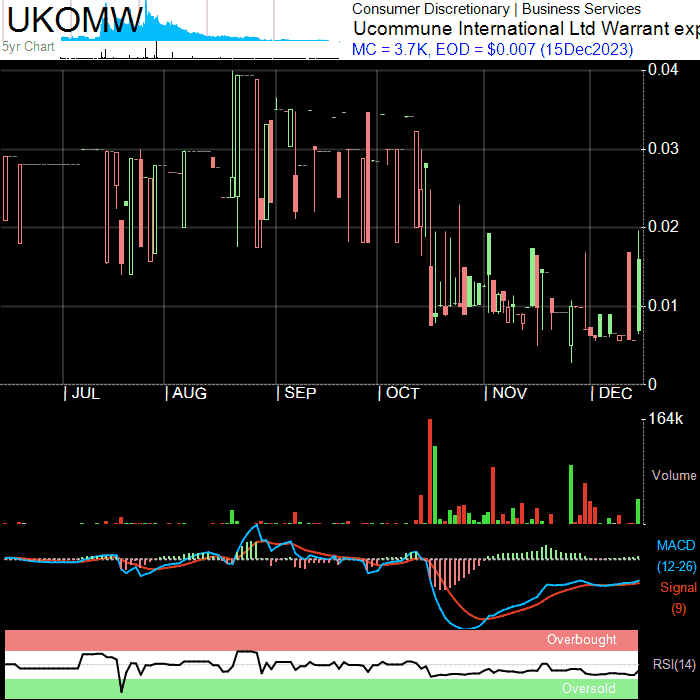 UKOMW
5yr Chart
Consumer Discretionary | Business Services
Ucommune International Ltd Warrant exp
MC = 3.7K, EOD = $0.007 (15Dec2023)
0.04
0.03
0.02
0.01
0
| JUL | AUG | SEP | OCT | NOV | DEC
164k
Volume
MACD
(12-26)
Signal
(9)
Overbought
RSI(14)
Oversold